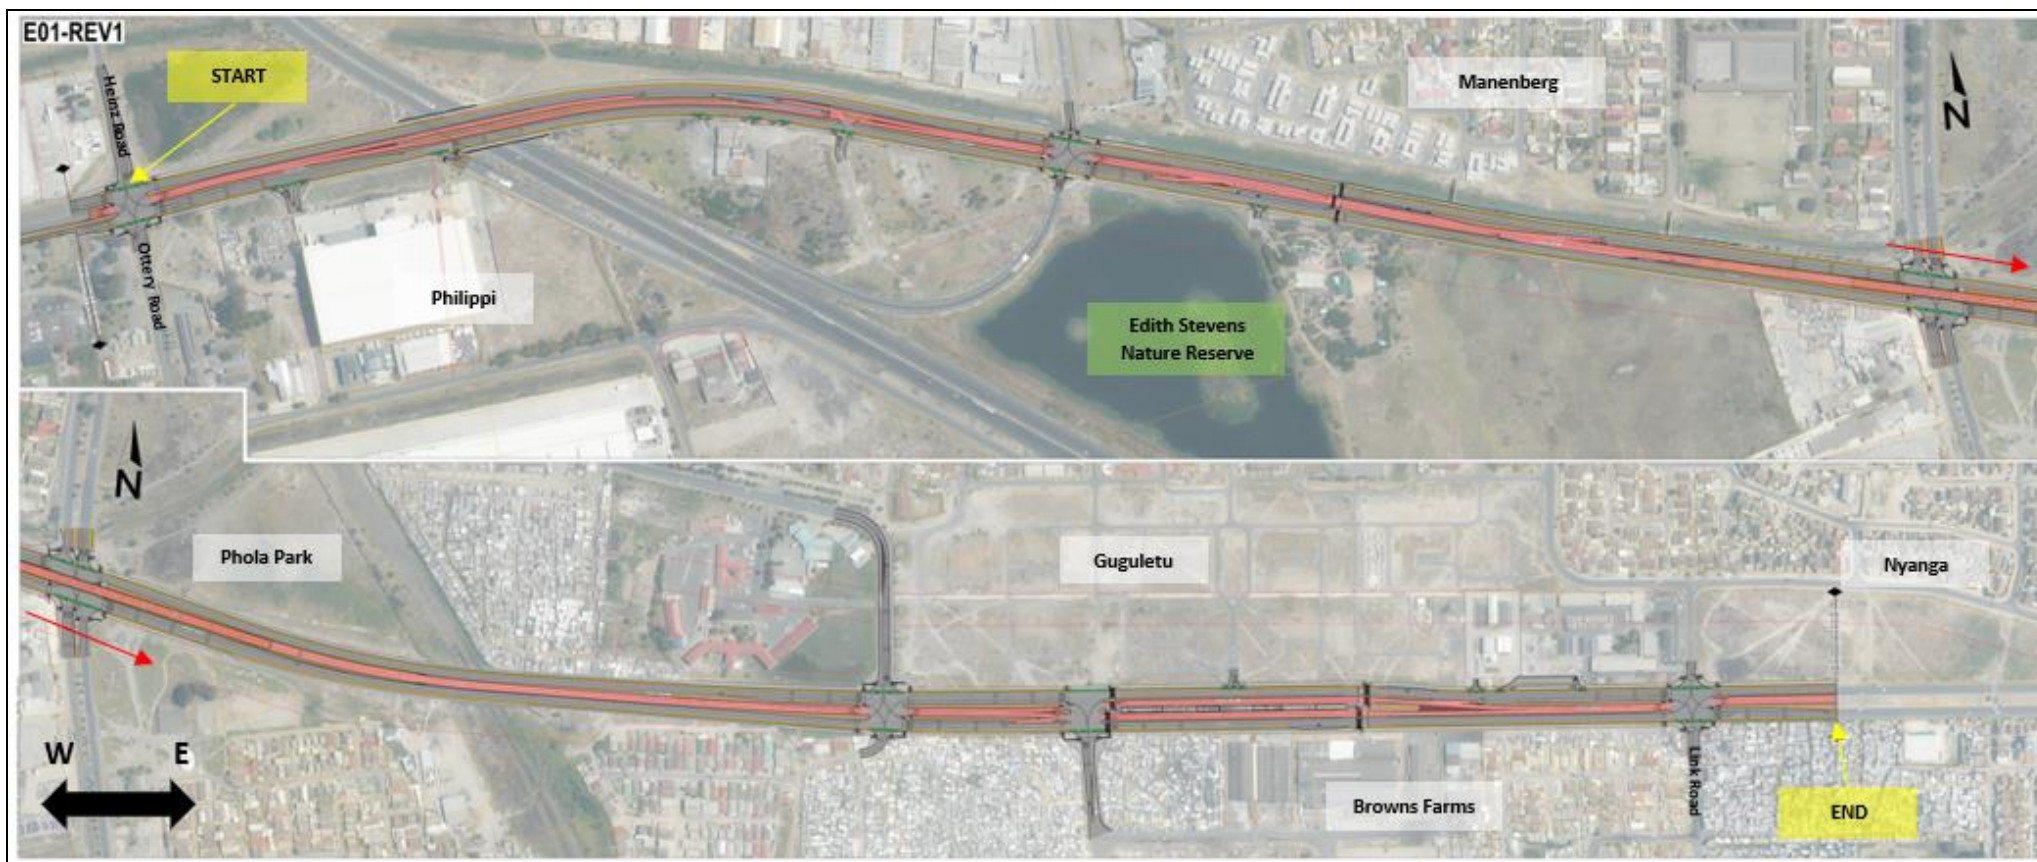 E01-REV1
START
Heinz Road
Manenberg
N
Ottery Road
Philippi
Edith Stevens
Nature Reserve
N
Phola Park
Guguletu
Nyanga
W E
Link Road
Browns Farms
END